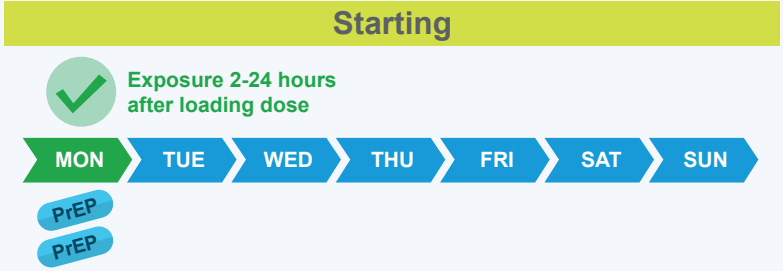 Starting
Exposure 2-24 hours
after loading dose
MON TUE WED THU FRI SAT SUN
PrEP
PrEP